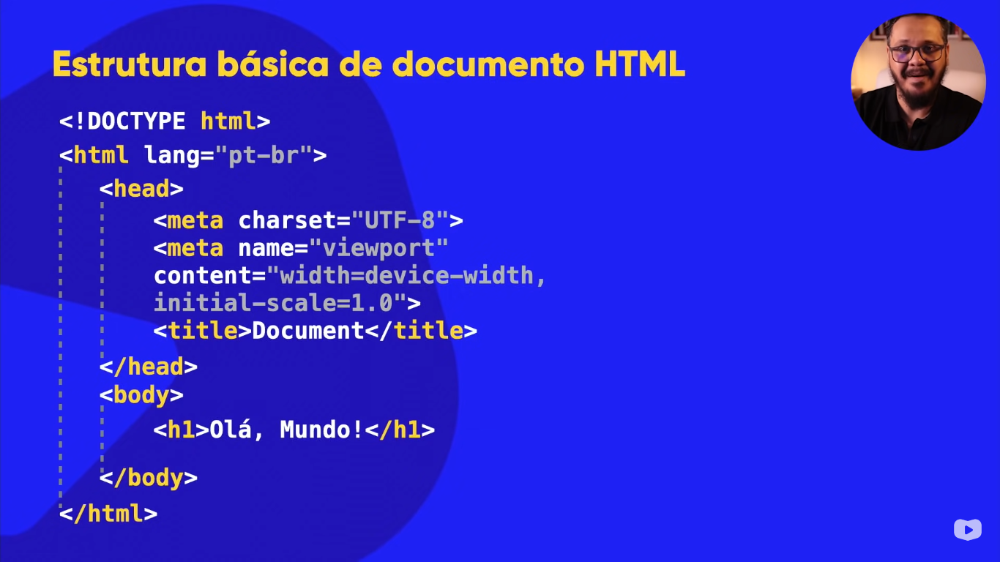 Estrutura básica de documento HTML
<!DOCTYPE html>
<html lang="pt-br">
<head>
<meta charset="UTF-8">
<meta name="viewport"
content="width=device-width,
initial-scale=1.0">
<title>Document</title>
</head>
<body>
<h1>Olá, Mundo!</h1>
</body>
</html>